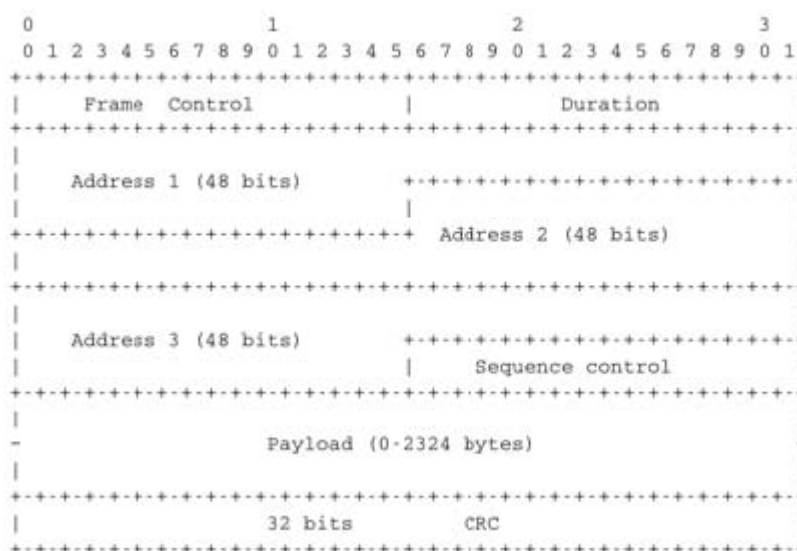 0 1 2 3
0 1 2 3 4 5 6 7 8 9 0 1 2 3 4 5 6 7 8 9 0 1 2 3 4 5 6 7 8 9 0 1
Frame Control | Duration
Address 1 (48 bits)
Address 2 (48 bits)
Address 3 (48 bits)
Sequence control
Payload (0-2324 bytes)
32 bits CRC